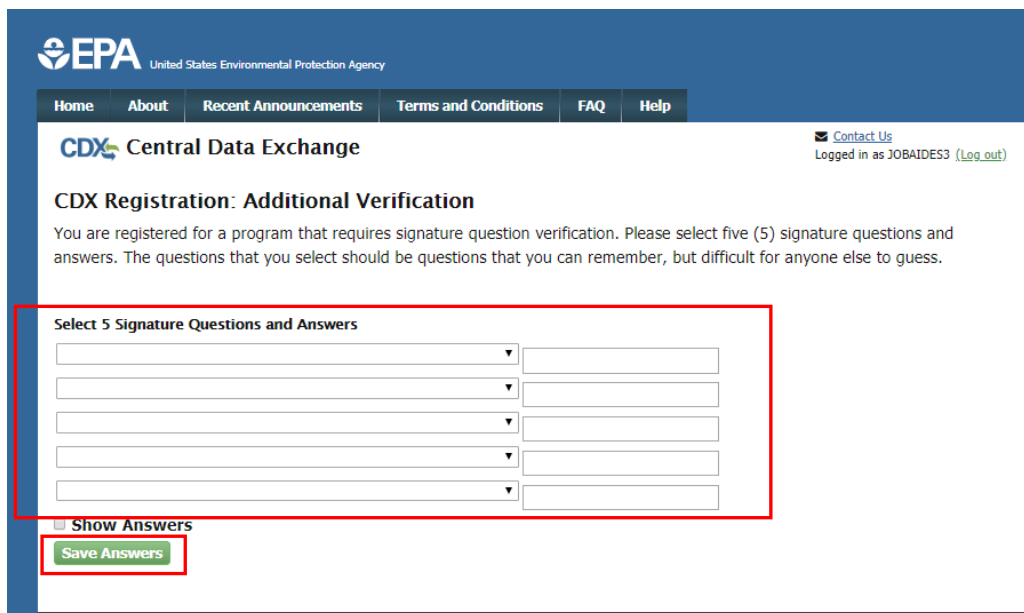 EPA United States Environmental Protection Agency
Home About Recent Announcements Terms and Conditions FAQ Help
CDX Central Data Exchange
Contact Us
Logged in as JOBAIDES3 (Log out)
CDX Registration: Additional Verification
You are registered for a program that requires signature question verification. Please select five (5) signature questions and
answers. The questions that you select should be questions that you can remember, but difficult for anyone else to guess.
Select 5 Signature Questions and Answers
Show Answers
Save Answers